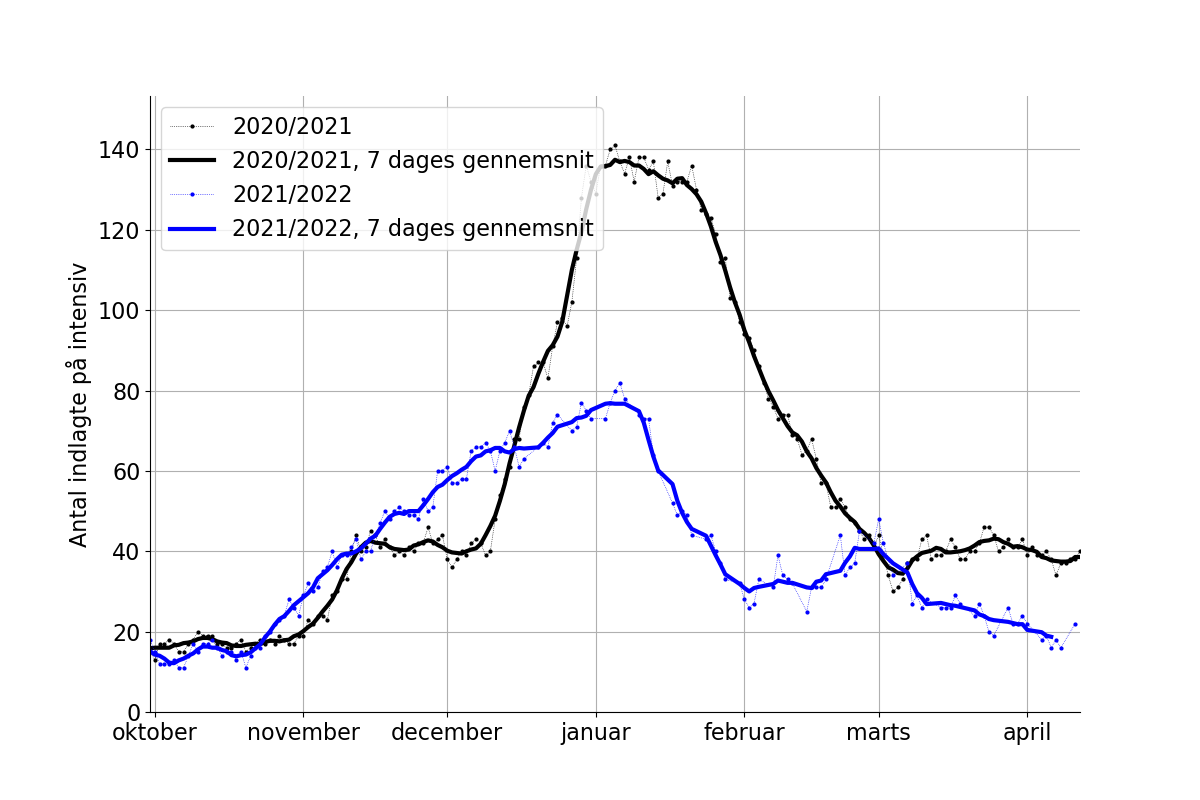 2020/2021
2020/2021, 7 dages gennemsnit
2021/2022
2021/2022, 7 dages gennemsnit
Antal indlagte på intensiv
140
120
100
80
60
40
20
0
oktober november december januar februar marts april